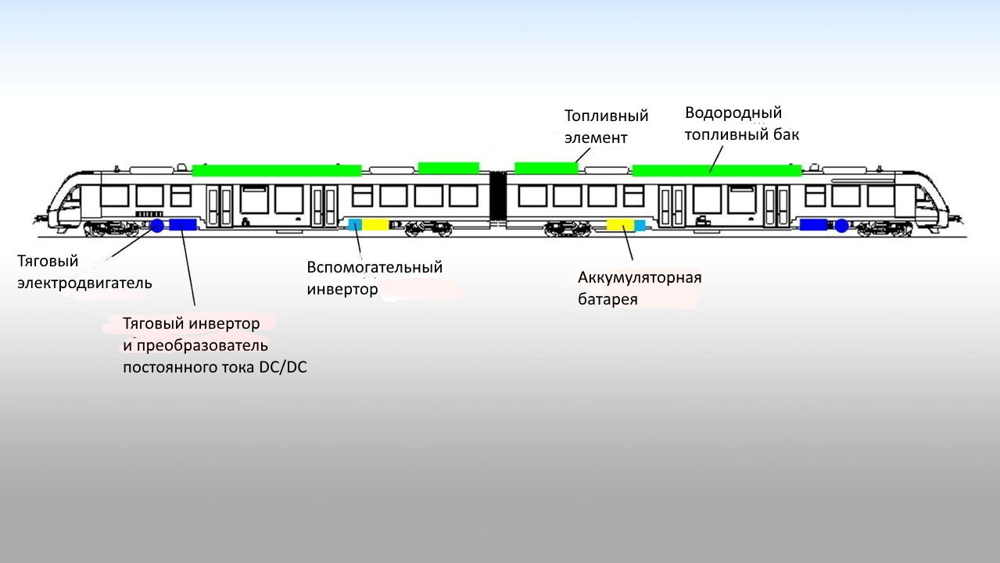 Топливный
элемент
Водородный
топливный бак
Тяговый
электродвигатель
Вспомогательный
инвертор
Аккумуляторная
батарея
Тяговый инвертор
и преобразователь
постоянного тока DC/DC